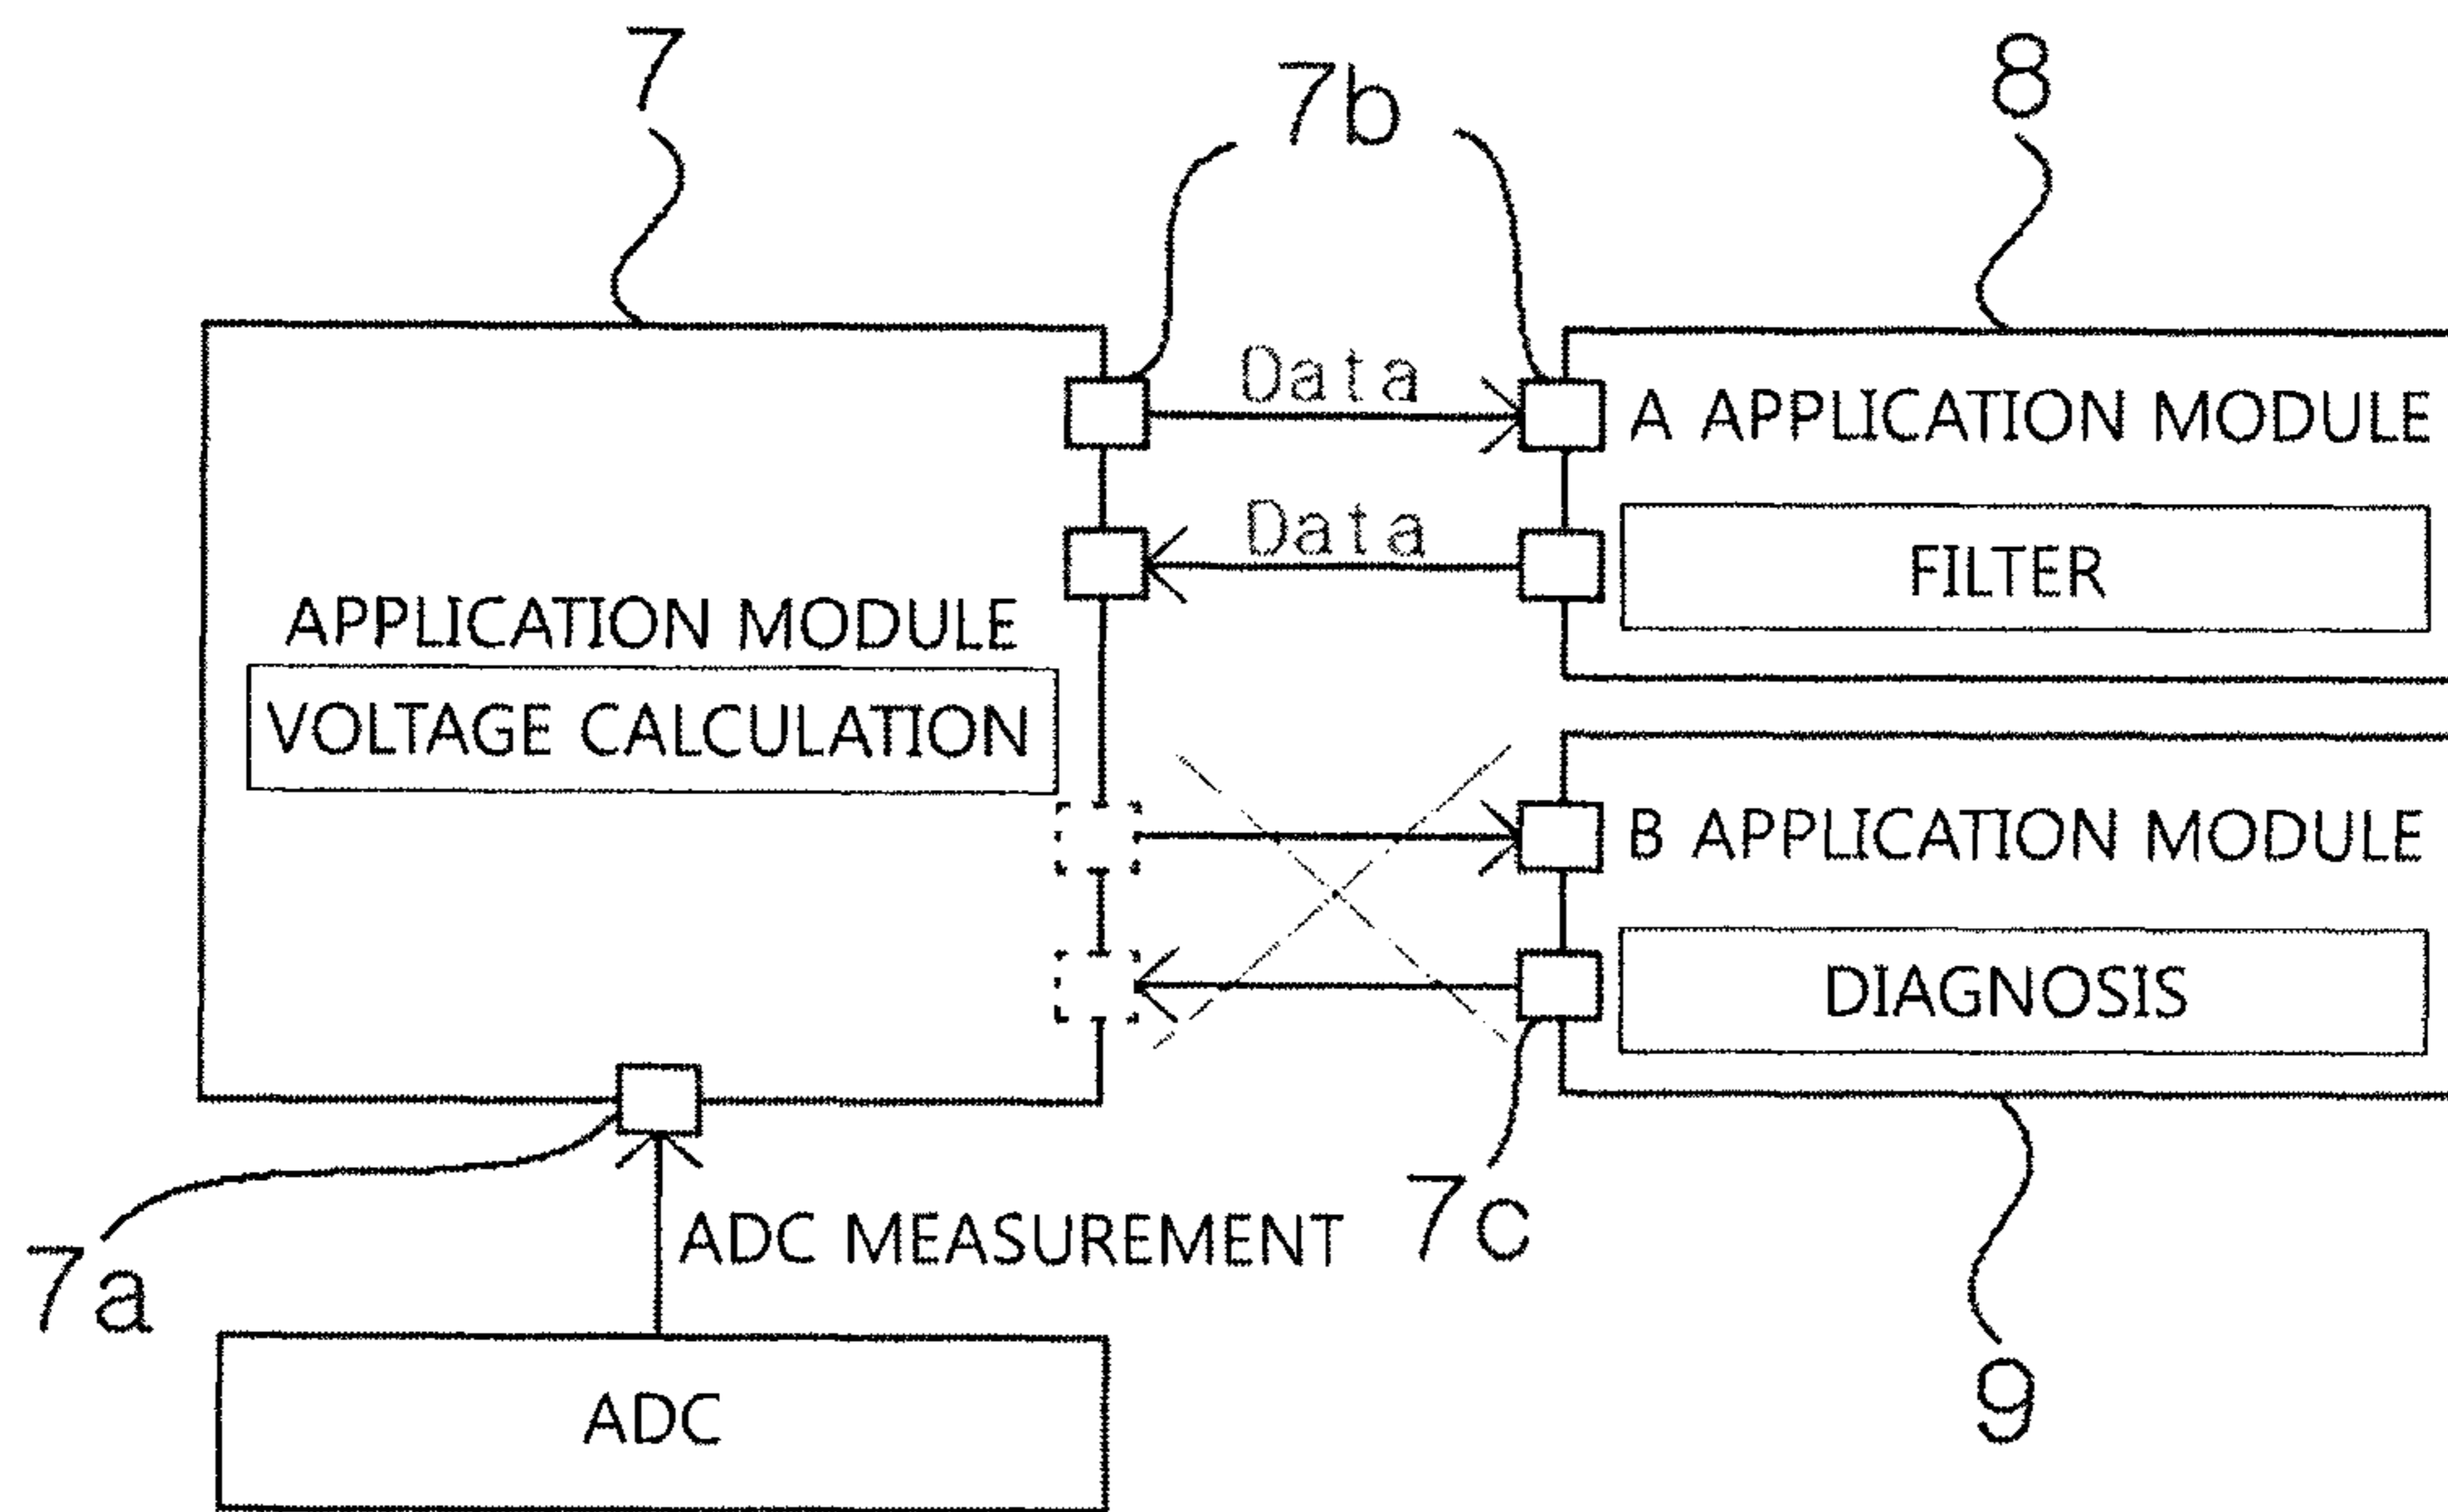 7
7b
8
Data
A APPLICATION MODULE
Data
FILTER
APPLICATION MODULE
VOLTAGE CALCULATION
B APPLICATION MODULE
DIAGNOSIS
7a
ADC MEASUREMENT
7c
ADC
9